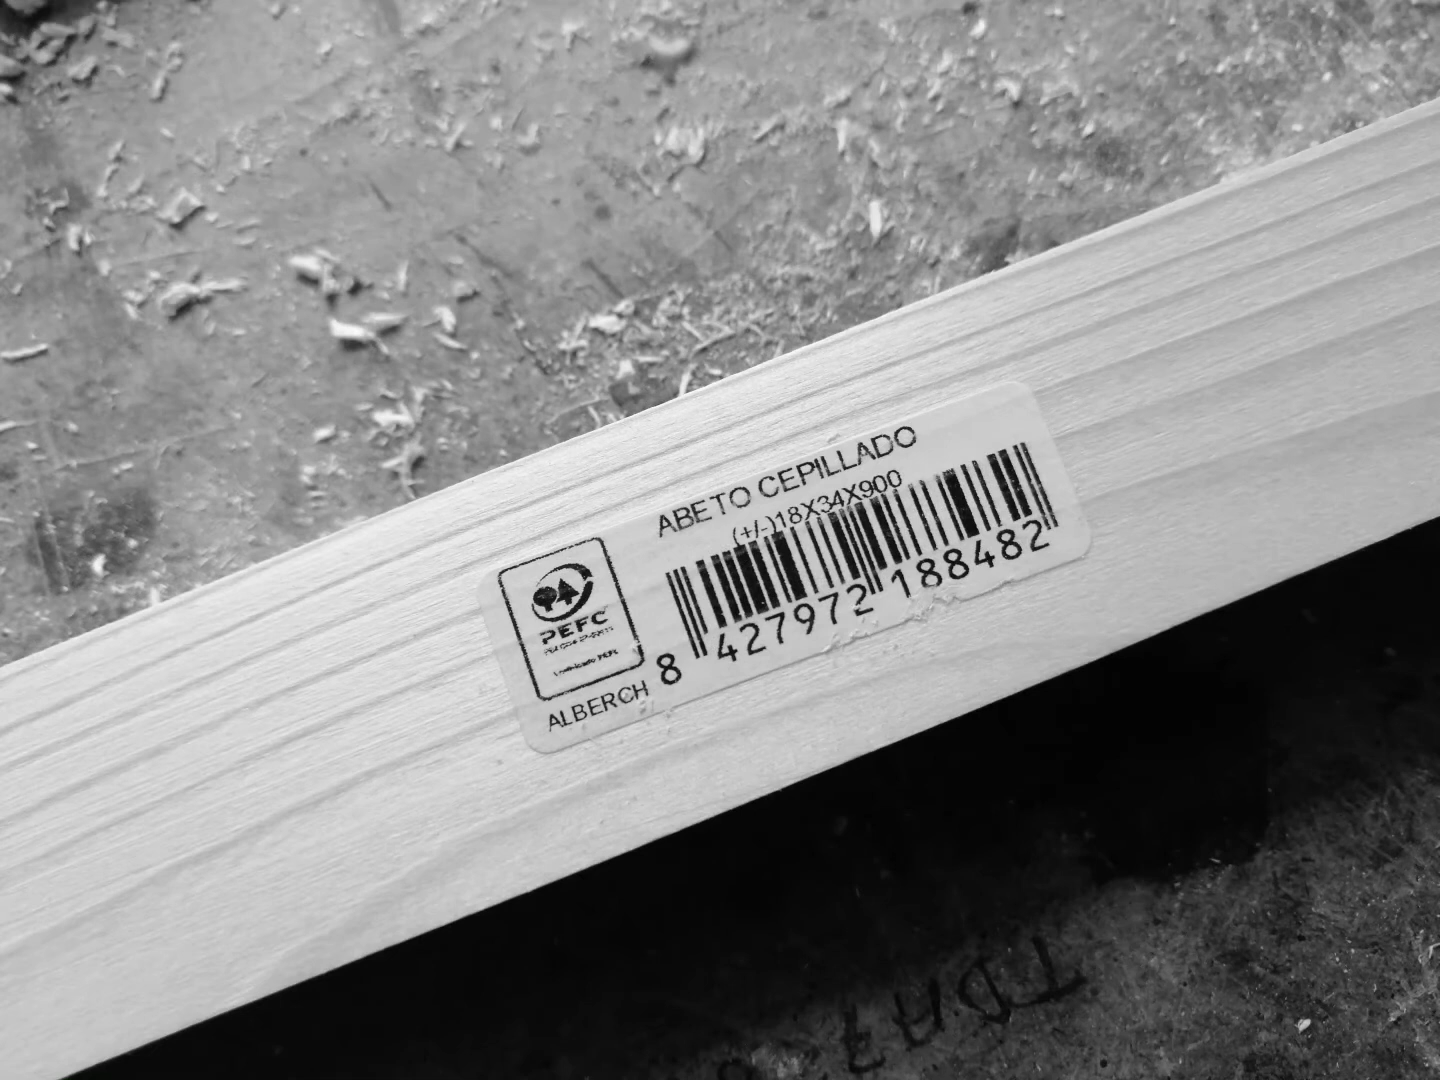 ABETO CEPILLADO
(+/-)18X34X900
PEFC
ALBERCH
8 427972 188482